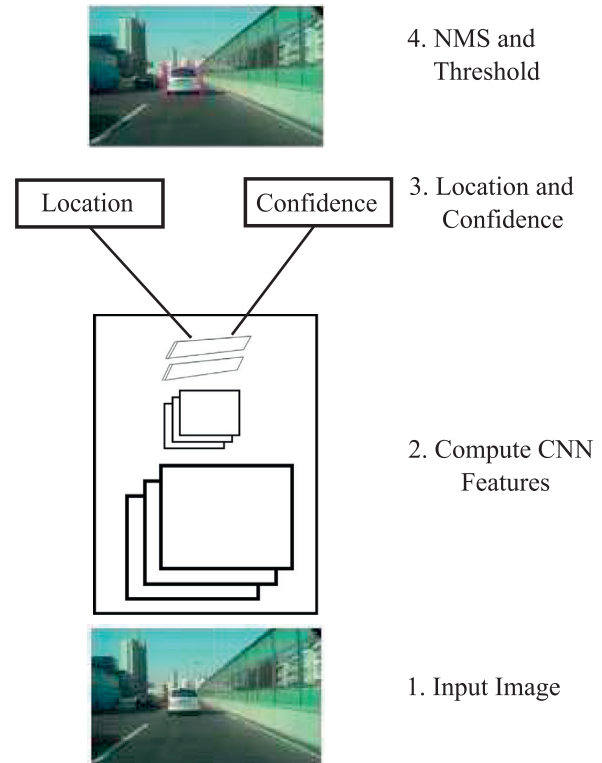 4. NMS and
Threshold
Location
Confidence
3. Location and
Confidence
2. Compute CNN
Features
1. Input Image